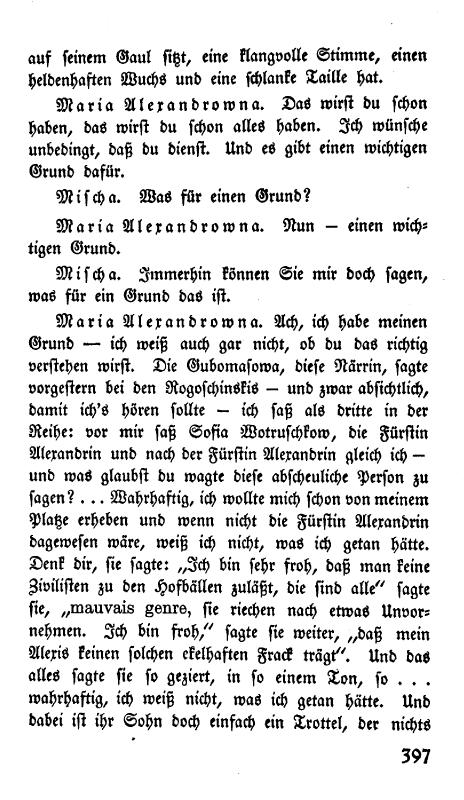 auf seinem Gaul sitzt, eine klangvolle Stimme, einen
heldenhaften Wuchs und eine schlanke Taille hat.
Maria Alexandrowna. Das wirst du schon
haben, das wirst du schon alles haben. Ich wünsche
unbedingt, daß du dienst. Und es gibt einen wichtigen
Grund dafür.
Mischa. Was für einen Grund?
Maria Alexandrowna. Nun — einen wich-
tigen Grund.
Mischa. Immerhin können Sie mir doch sagen,
was für ein Grund das ist.
Maria Alexandrowna. Ach, ich habe meinen
Grund — ich weiß auch gar nicht, ob du das richtig
verstehen wirst. Die Gubomasowa, diese Närrin, sagte
vorgestern bei den Rogoschinskis — und zwar absichtlich,
damit ich's hören sollte — ich saß als dritte in der
Reihe: vor mir saß Sofia Wotruschkow, die Fürstin
Alexandrin und nach der Fürstin Alexandrin gleich ich —
und was glaubst du wagte diese abscheuliche Person zu
sagen? ... Wahrhaftig, ich wollte mich schon von meinem
Platze erheben und wenn nicht die Fürstin Alexandrin
dagewesen wäre, weiß ich nicht, was ich getan hätte.
Denk dir, sie sagte: „Ich bin sehr froh, daß man keine
Zivilisten zu den Hofbällen zuläßt, die sind alle“ sagte
sie, „mauvais genre, sie riechen nach etwas Unvor-
nehmen. Ich bin froh,“ sagte sie weiter, „daß mein
Alexis keinen solchen ekelhaften Frack trägt“. Und das
alles sagte sie so geziert, in so einem Ton, so ...
wahrhaftig, ich weiß nicht, was ich getan hätte. Und
dabei ist ihr Sohn doch einfach ein Trottel, der nichts
397